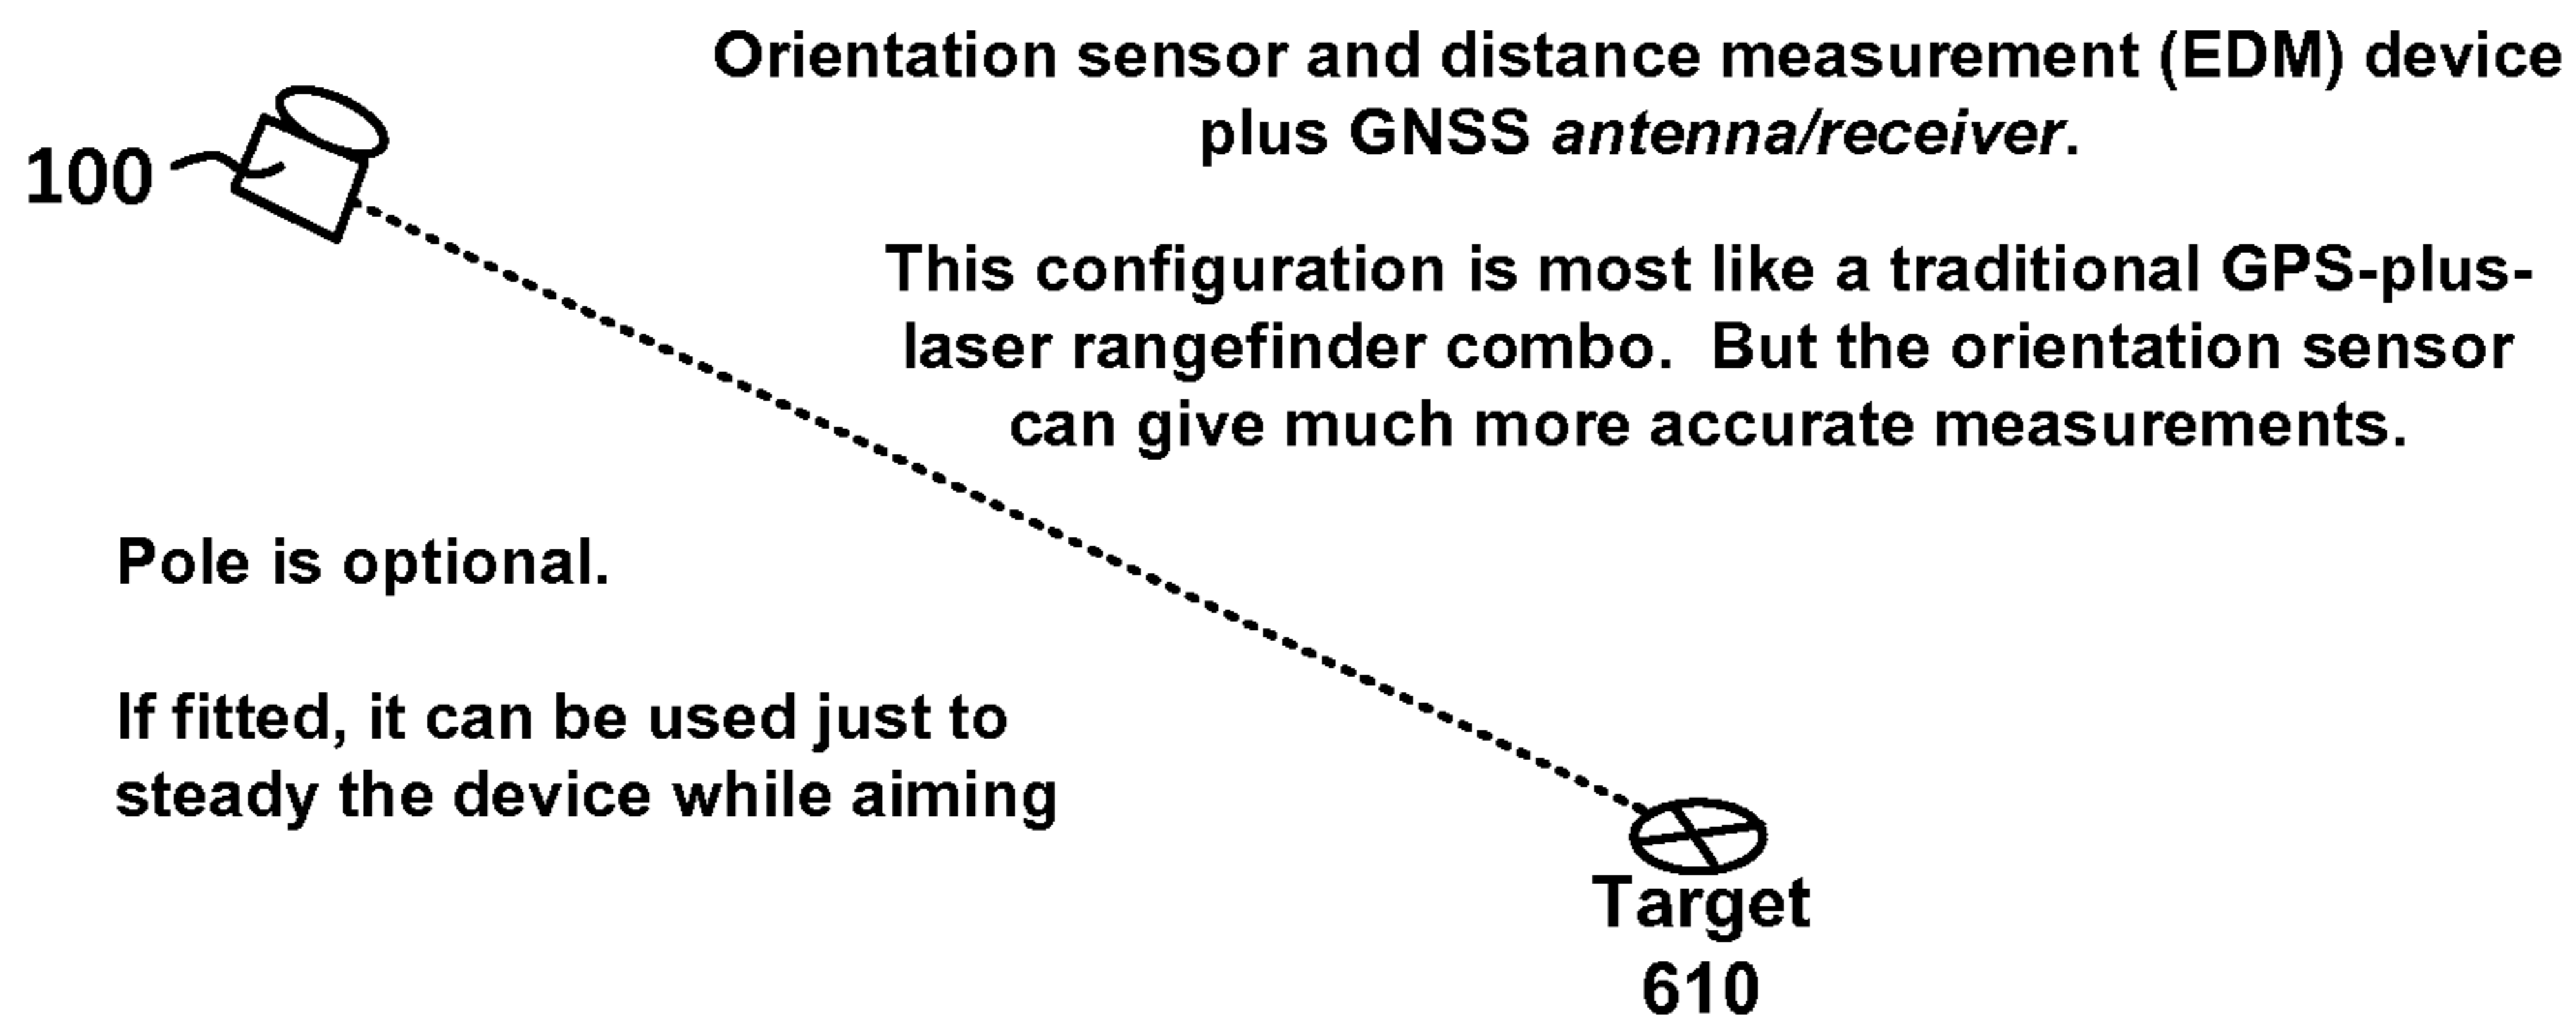 Orientation sensor and distance measurement (EDM) device
plus GNSS antenna/receiver.
100
This configuration is most like a traditional GPS-plus-
laser rangefinder combo.  But the orientation sensor
can give much more accurate measurements.
Pole is optional.
If fitted, it can be used just to
steady the device while aiming
Target
610